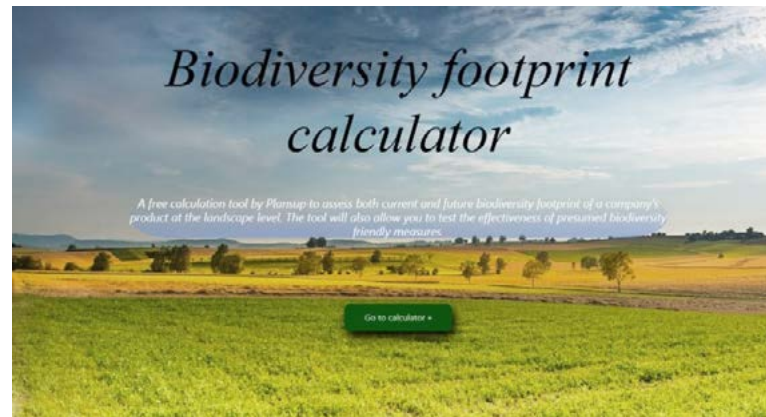 Biodiversity footprint
calculator
A free calculation tool by Plansup to assess both current and future biodiversity footprint of a company's
product at the landscape level. The tool will also allow you to test the effectiveness of presumed biodiversity
friendly measures.
Go to calculator »